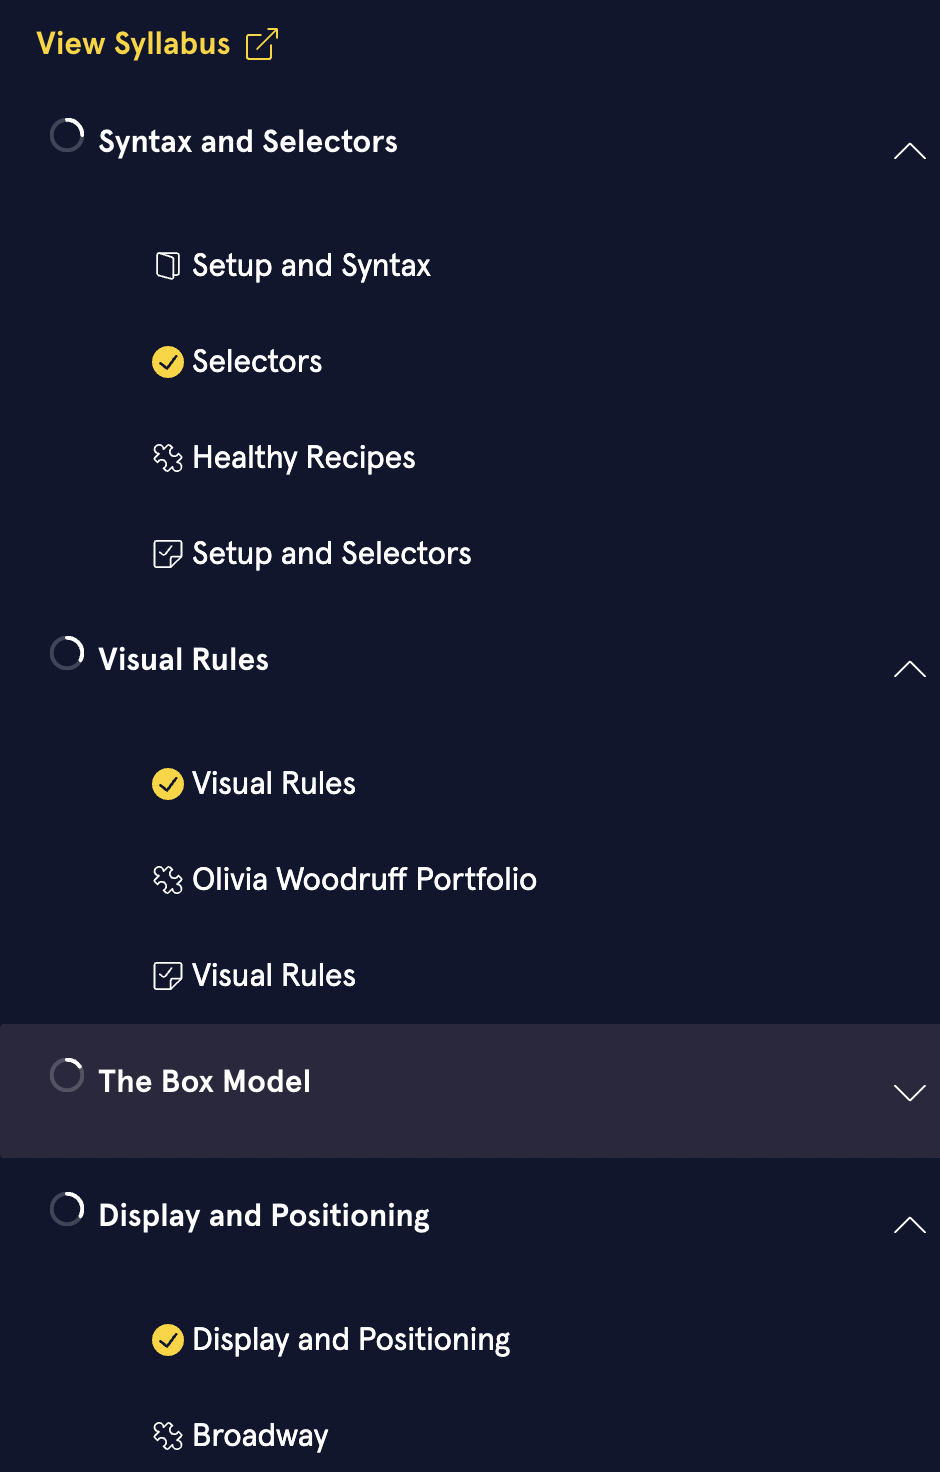 View Syllabus
Syntax and Selectors
Setup and Syntax
Selectors
Healthy Recipes
Setup and Selectors
Visual Rules
Visual Rules
Olivia Woodruff Portfolio
Visual Rules
The Box Model
Display and Positioning
Display and Positioning
Broadway